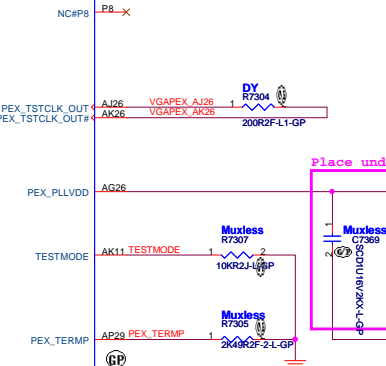 NC#P8 P8
DY
PEX_TSTCLK_OUT AJ26 VGAPEX_AJ26 1 R7304
PEX_TSTCLK_OUT# AK26 VGAPEX_AK26
200R2F-L1-GP
Place und
PEX_PLLVDD AG26
Muxless
R7307
1
Muxless
C7369
2
SCD1U16V2KX-L-GP
TESTMODE AK11 TESTMODE 1 2
10KR2J-L-GP
Muxless
R7305
PEX_TERMP AP29 PEX_TERMP 1
2K49R2F-2-L-GP
GP